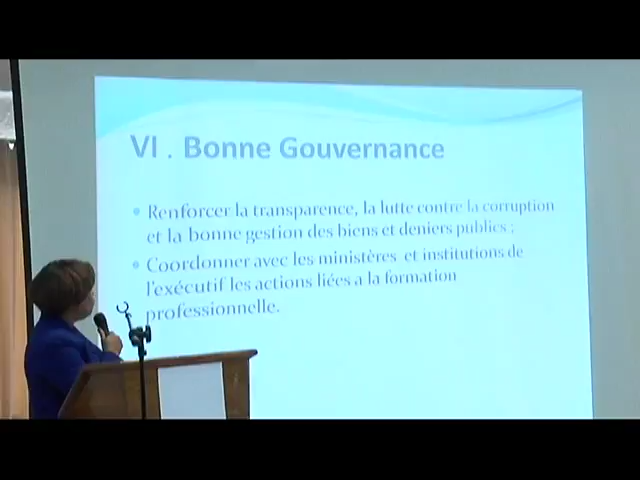 VI . Bonne Gouvernance
Renforcer la transparence, la lutte contre la corruption
et la bonne gestion des biens et deniers publics ;
Coordonner avec les ministères et institutions de
l'exécutif les actions liées a la formation
professionnelle.